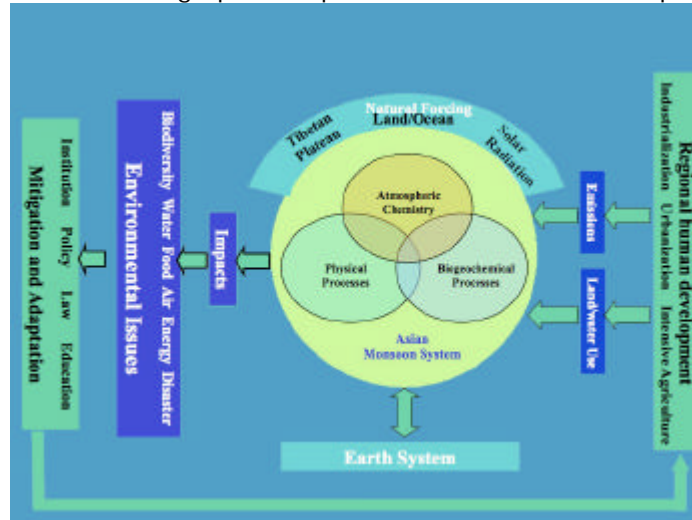 Natural Forcing
Land/Ocean
Tibetan
Plateau
Solar
Radiation
Atmospheric
Chemistry
Physical
Processes
Biogeochemical
Processes
Asian
Monsoon System
Earth System
Impacts
Biodiversity Water Food Air Energy Disaster
Environmental Issues
Institution Policy Law Education
Mitigation and Adaptation
Emissions
Land/water Use
Regional human development
Industrialization Urbanization Intensive Agriculture